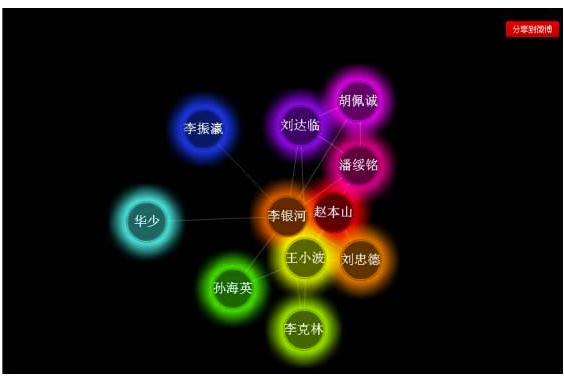 分享到微博
胡佩诚
刘达临
李振瀛
潘绥铭
李银河
赵本山
华少
王小波
刘忠德
孙海英
李克林